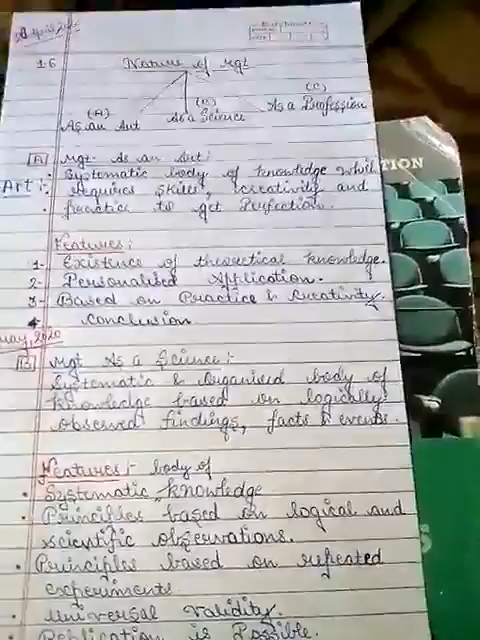 1.6 Nature of Mgt
(A) (B) (C)
As an Art As a Science As a Profession
[A] Mgt. As an Art:
Art: Systematic body of knowledge which
requires skills, creativity and
practice to get Perfection.
Features:
1- Existence of theoretical knowledge.
2- Personalised Application.
3- Based on Practice & Creativity.
Conclusion
May, 2020
[B] Mgt As a Science:-
Systematic & Organised body of
knowledge based on logically
observed findings, facts & events.
Features:- body of
• Systematic knowledge
• Principles based on logical and
scientific observations.
• Principles based on repeated
experiments
• Universal Validity.
Replication is Possible.
TION